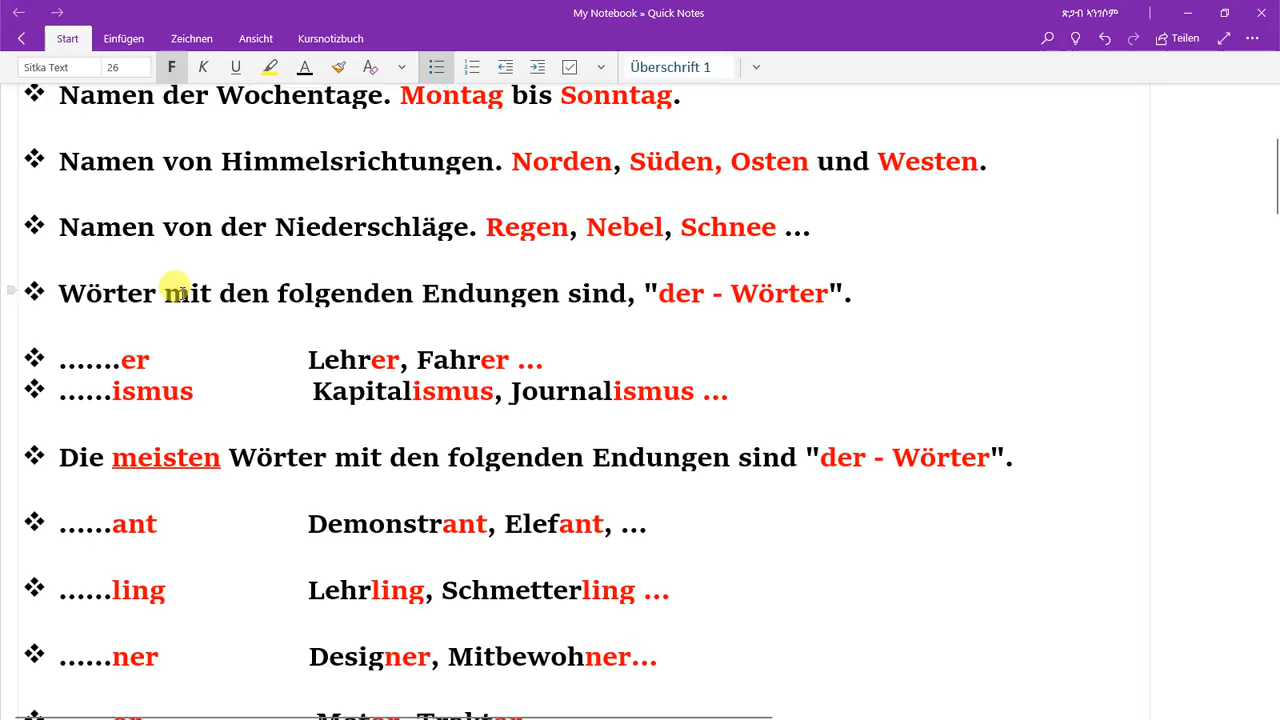 My Notebook » Quick Notes
ጽጋብ ኣንገሶም
Start Einfügen Zeichnen Ansicht Kursnotizbuch
Teilen
Sitka Text 26 F K U A Überschrift 1
Namen der Wochentage. Montag bis Sonntag.
Namen von Himmelsrichtungen. Norden, Süden, Osten und Westen.
Namen von der Niederschläge. Regen, Nebel, Schnee ...
Wörter mit den folgenden Endungen sind, "der - Wörter".
.......er Lehrer, Fahrer ...
......ismus Kapitalismus, Journalismus ...
Die meisten Wörter mit den folgenden Endungen sind "der - Wörter".
......ant Demonstrant, Elefant, ...
......ling Lehrling, Schmetterling ...
......ner Designer, Mitbewohner...